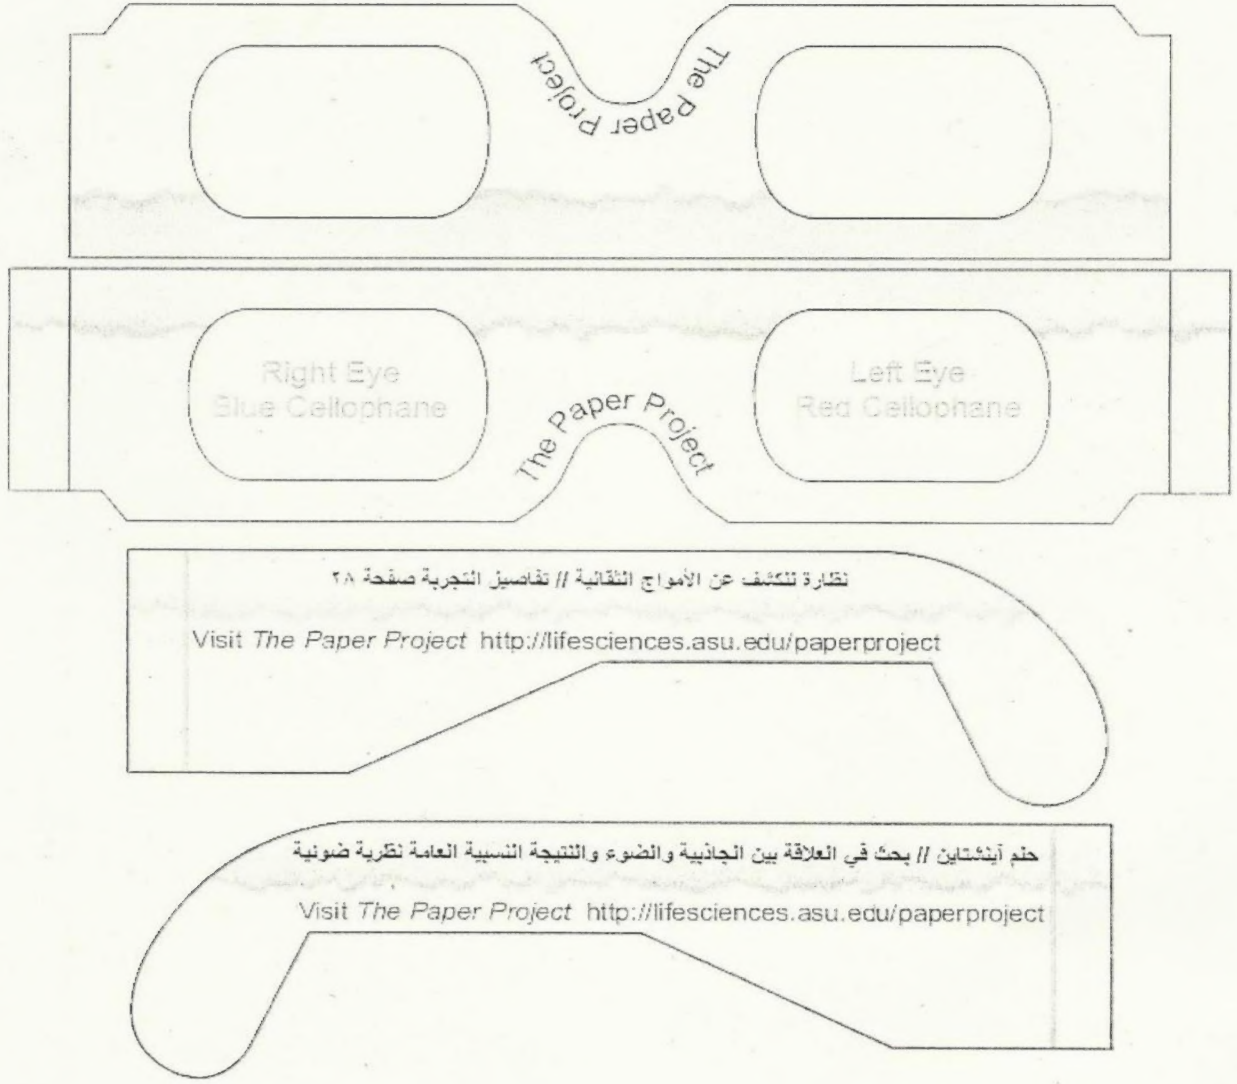 The Paper Project
Right Eye
Blue Cellophane
Left Eye
Red Cellophane
The Paper Project
نظارة للكشف عن الأمواج الثقالية // تفاصيل التجربة صفحة ٢٨
Visit The Paper Project http://lifesciences.asu.edu/paperproject
حلم آينشتاين // بحث في العلاقة بين الجاذبية والضوء والنتيجة النسبية العامة نظرية ضوئية
Visit The Paper Project http://lifesciences.asu.edu/paperproject